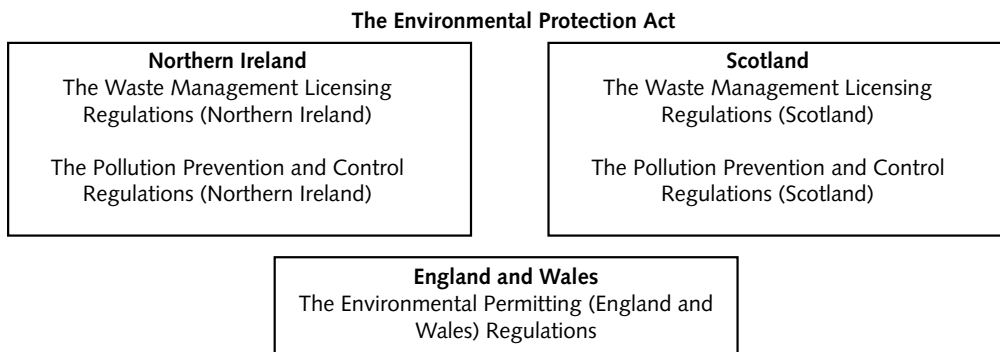 The Environmental Protection Act
Northern Ireland
The Waste Management Licensing
Regulations (Northern Ireland)
The Pollution Prevention and Control
Regulations (Northern Ireland)
Scotland
The Waste Management Licensing
Regulations (Scotland)
The Pollution Prevention and Control
Regulations (Scotland)
England and Wales
The Environmental Permitting (England and
Wales) Regulations